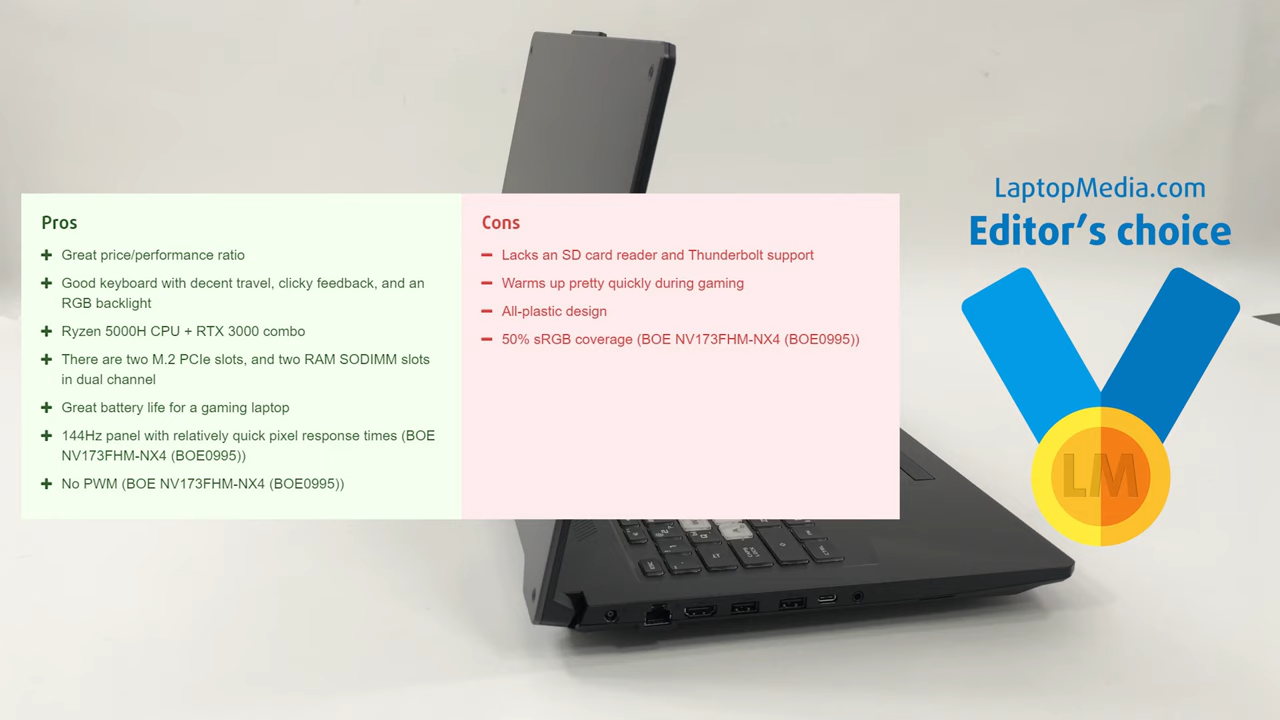 LaptopMedia.com
Editor's choice
Pros
Great price/performance ratio
Good keyboard with decent travel, clicky feedback, and an
RGB backlight
Ryzen 5000H CPU + RTX 3000 combo
There are two M.2 PCIe slots, and two RAM SODIMM slots
in dual channel
Great battery life for a gaming laptop
144Hz panel with relatively quick pixel response times (BOE
NV173FHM-NX4 (BOE0995))
No PWM (BOE NV173FHM-NX4 (BOE0995))
Cons
Lacks an SD card reader and Thunderbolt support
Warms up pretty quickly during gaming
All-plastic design
50% sRGB coverage (BOE NV173FHM-NX4 (BOE0995))
LM